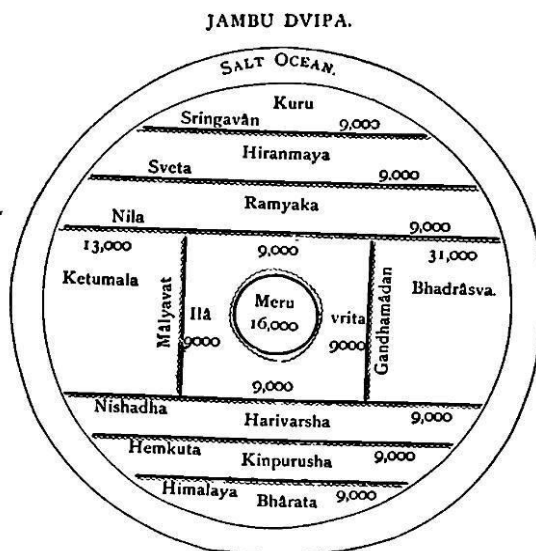 JAMBU DVIPA.
SALT OCEAN.
Kuru
Sringavân 9,000
Hiranmaya
Sveta 9,000
Ramyaka
Nila 9,000
13,000 9,000 31,000
Ketumala Bhadrâsva.
Mâlyavat
Ilâ Meru vrita
16,000
9000 9000
Gandhamâdan
9,000
Nishadha Harivarsha 9,000
Hemkuta Kinpurusha 9,000
Himalaya Bhârata 9,000